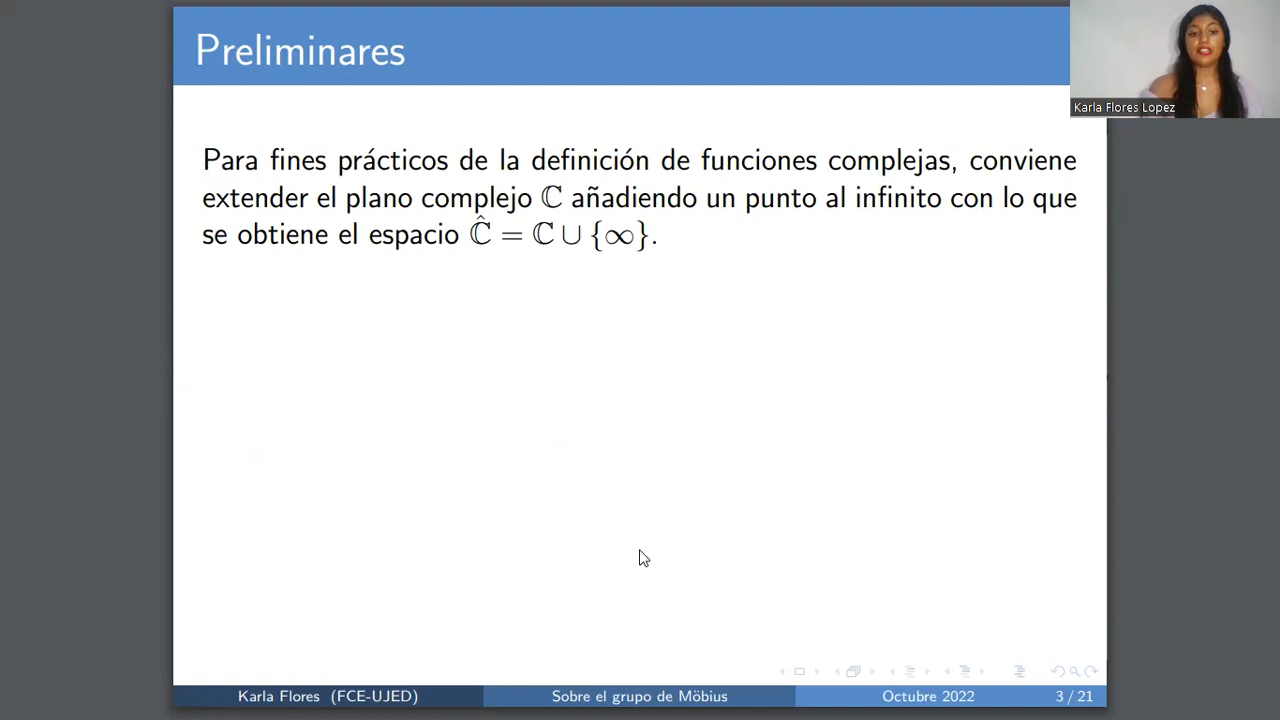 Preliminares
Karla Flores Lopez
Para fines prácticos de la definición de funciones complejas, conviene
extender el plano complejo ℂ añadiendo un punto al infinito con lo que
se obtiene el espacio ℂ̂ = ℂ ∪ {∞}.
Karla Flores (FCE-UJED) Sobre el grupo de Möbius Octubre 2022 3 / 21